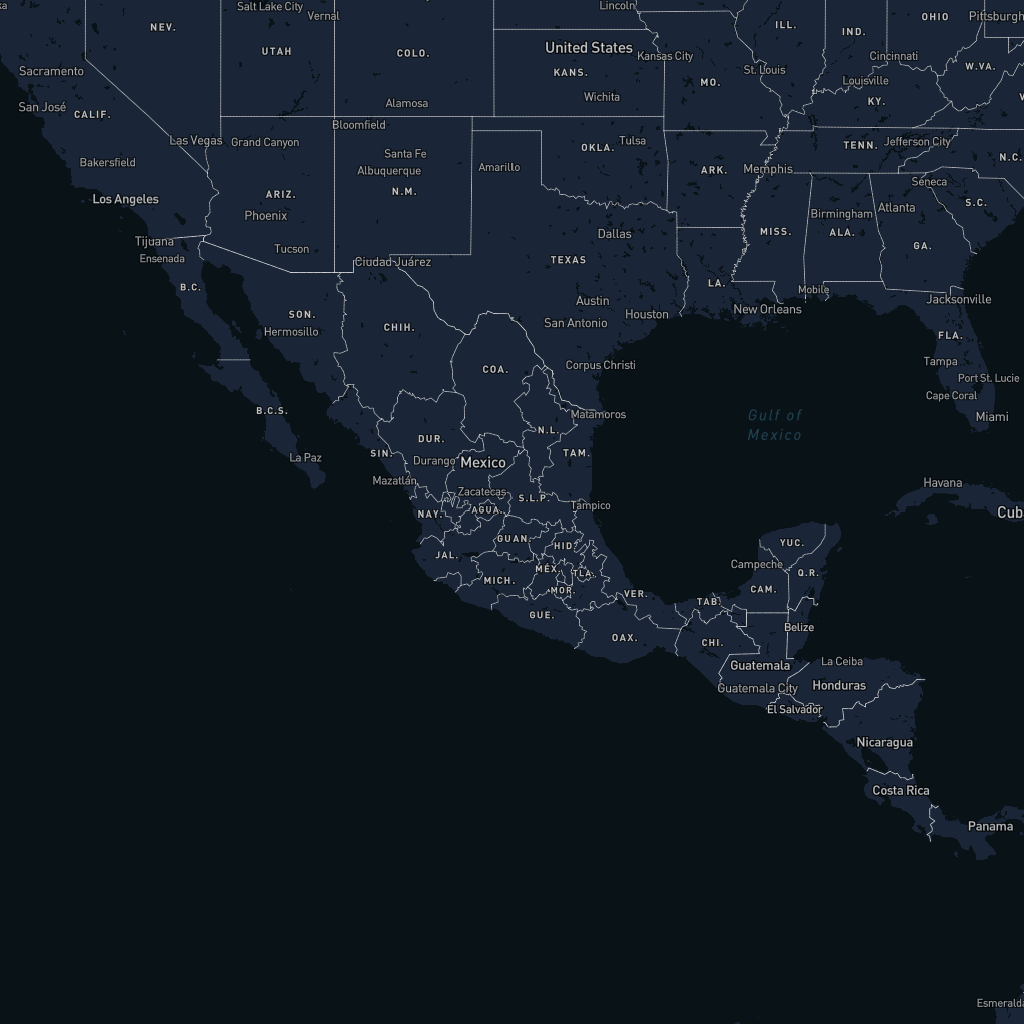 Salt Lake City
Lincoln
Vernal
OHIO
Pittsburgh
NEV.
ILL.
IND.
UTAH
COLO.
United States
Kansas City
Cincinnati
W.VA.
Sacramento
KANS.
St. Louis
MO.
Louisville
San José
CALIF.
Alamosa
Wichita
KY.
Bloomfield
Las Vegas
Grand Canyon
OKLA.
Tulsa
TENN.
Jefferson City
Santa Fe
N.C.
Bakersfield
Albuquerque
Amarillo
ARK.
Memphis
Seneca
Los Angeles
ARIZ.
N.M.
S.C.
Phoenix
Birmingham
Atlanta
Dallas
MISS.
ALA.
Tijuana
Tucson
GA.
Ensenada
Ciudad Juárez
TEXAS
B.C.
LA.
Mobile
Austin
Jacksonville
SON.
Houston
New Orleans
San Antonio
Hermosillo
CHIH.
FLA.
COA.
Corpus Christi
Tampa
Port St. Lucie
Cape Coral
B.C.S.
Matamoros
Gulf of
Mexico
Miami
N.L.
DUR.
SIN.
TAM.
La Paz
Durango
Mexico
Mazatlán
Havana
Zacatecas
S.L.P.
Tampico
NAY.
AGUA.
GUAN.
HID.
YUC.
JAL.
MÉX.
TLA.
Campeche
Q.R.
MICH.
MOR.
VER.
CAM.
TAB.
GUE.
Belize
OAX.
CHI.
Guatemala
La Ceiba
Guatemala City
Honduras
El Salvador
Nicaragua
Costa Rica
Panama